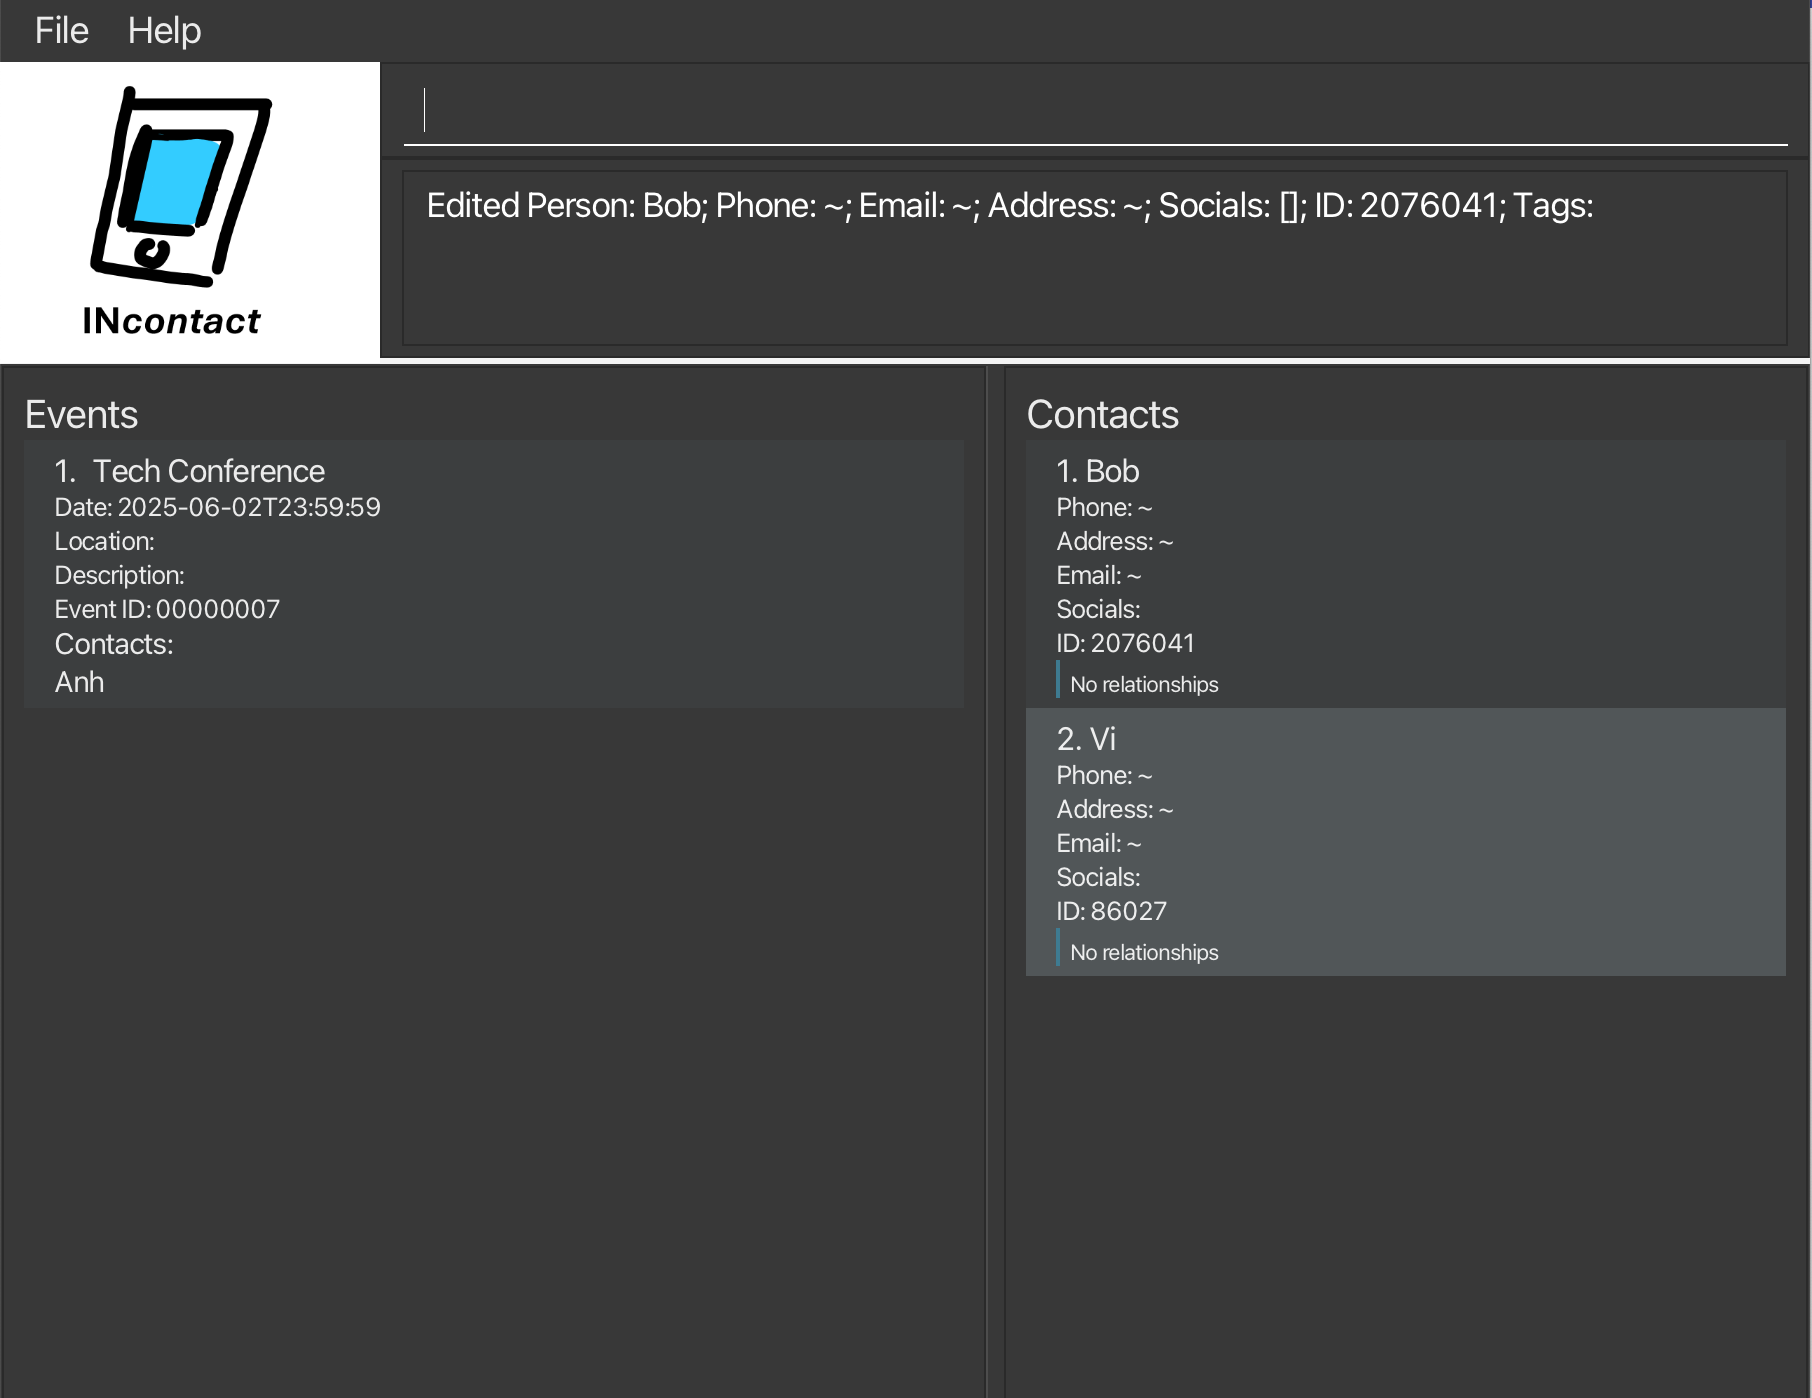 File Help
INcontact
Edited Person: Bob; Phone: ~; Email: ~; Address: ~; Socials: []; ID: 2076041; Tags:
Events
1. Tech Conference
Date: 2025-06-02T23:59:59
Location:
Description:
Event ID: 00000007
Contacts:
Anh
Contacts
1. Bob
Phone: ~
Address: ~
Email: ~
Socials:
ID: 2076041
No relationships
2. Vi
Phone: ~
Address: ~
Email: ~
Socials:
ID: 86027
No relationships